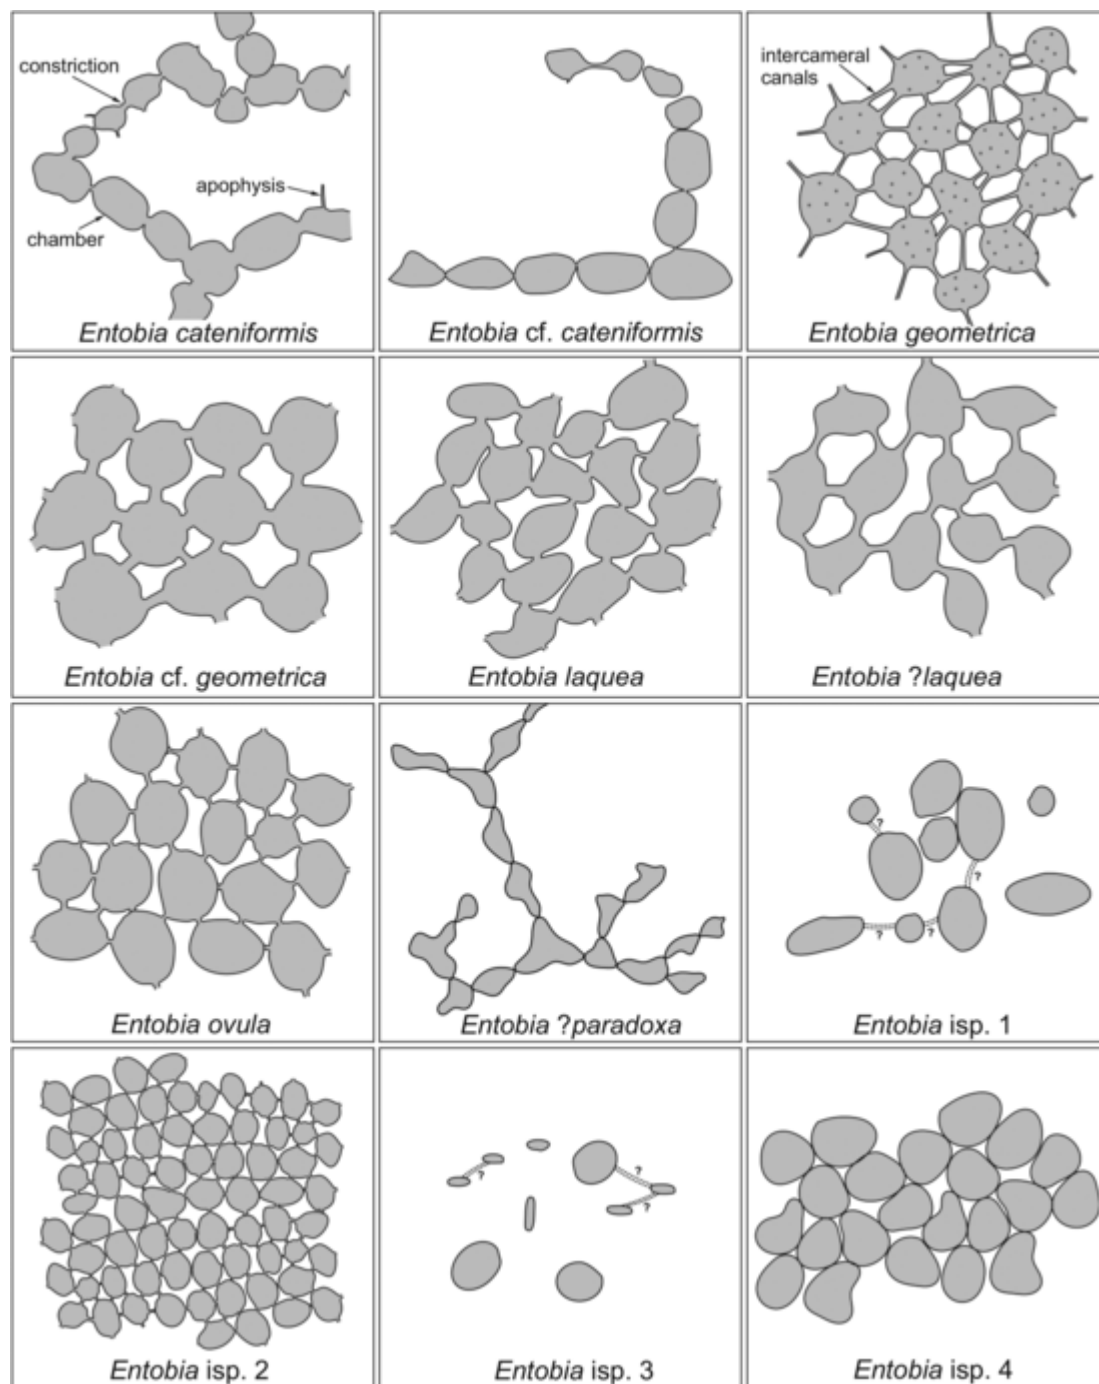 constriction
apophysis
chamber
Entobia cateniformis
Entobia cf. cateniformis
intercameral
canals
Entobia geometrica
Entobia cf. geometrica
Entobia laquea
Entobia ?laquea
Entobia ovula
Entobia ?paradoxa
?
?
?
?
Entobia isp. 1
Entobia isp. 2
?
?
?
Entobia isp. 3
Entobia isp. 4